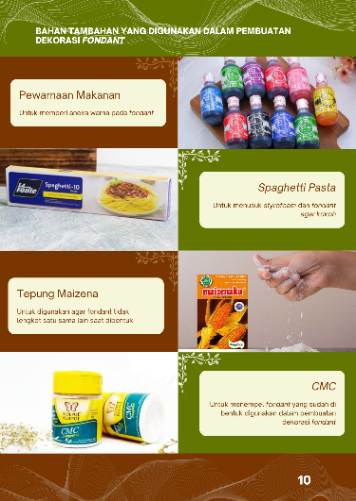 BAHAN TAMBAHAN YANG DIGUNAKAN DALAM PEMBUATAN
DEKORASI FONDANT
Pewarnaan Makanan
Untuk memberi aneka warna pada fondant
La
Fonte
Spaghetti-10
Spaghetti Pasta
Untuk menusuk styrofoam dan fondant
agar kokoh
Tepung Maizena
Untuk digunakan agar fondant tidak
lengket satu sama lain saat dibentuk
maizenaku
CMC
CMC
CMC
Untuk menempel fondant yang sudah di
bentuk digunakan dalam pembuatan
dekorasi fondant
10